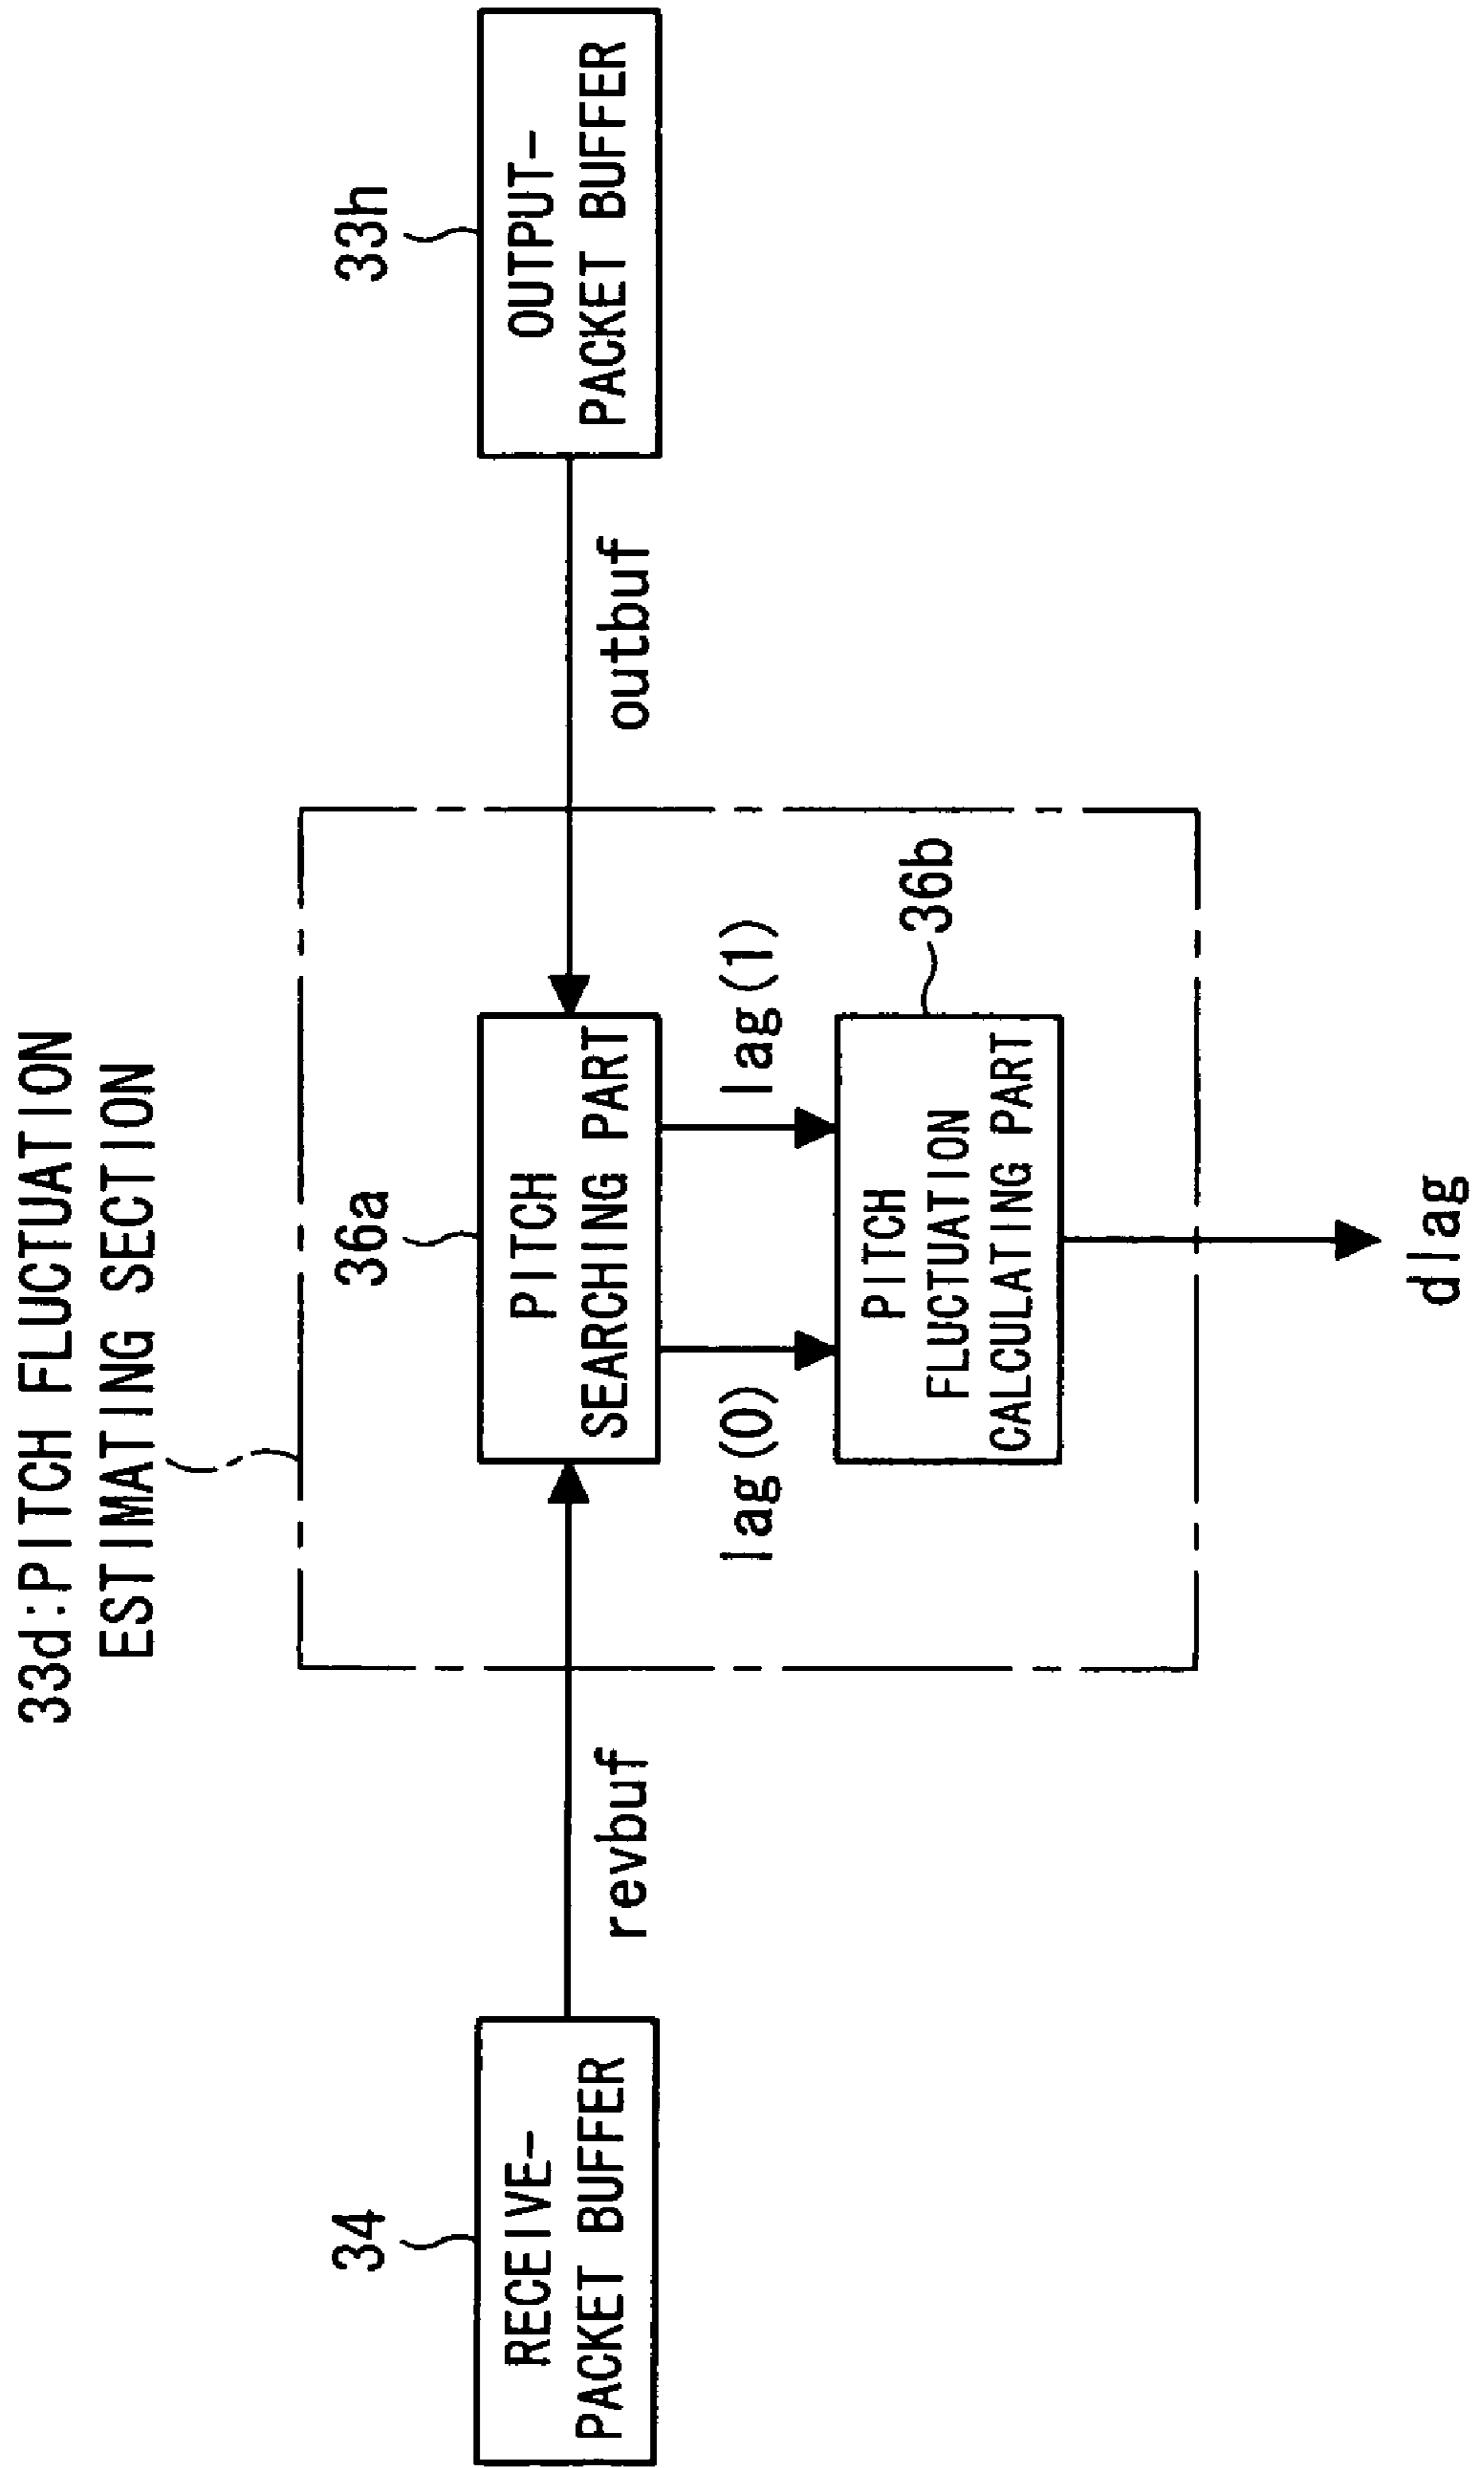 33d:PITCH FLUCTUATION
ESTIMATING SECTION
34
RECEIVE-
PACKET BUFFER
revbuf
36a
PITCH
SEARCHING PART
outbuf
33h
OUTPUT-
PACKET BUFFER
lag(0)
lag(1)
36b
PITCH
FLUCTUATION
CALCULATING PART
dlag